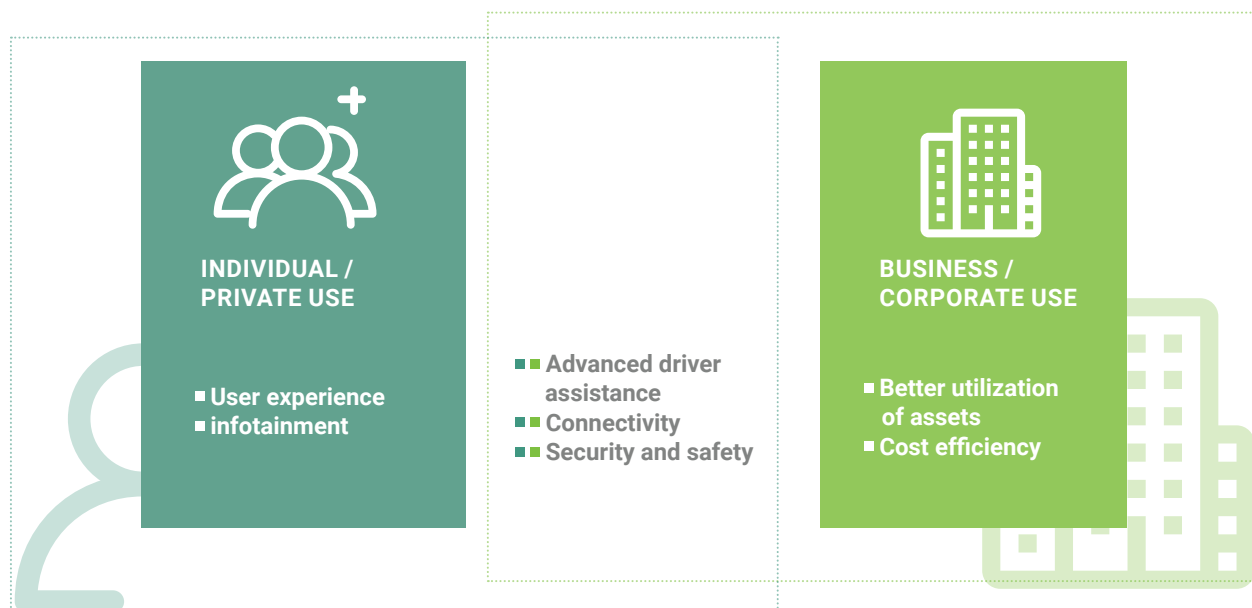 INDIVIDUAL /
PRIVATE USE
User experience
infotainment
Advanced driver
assistance
Connectivity
Security and safety
BUSINESS /
CORPORATE USE
Better utilization
of assets
Cost efficiency